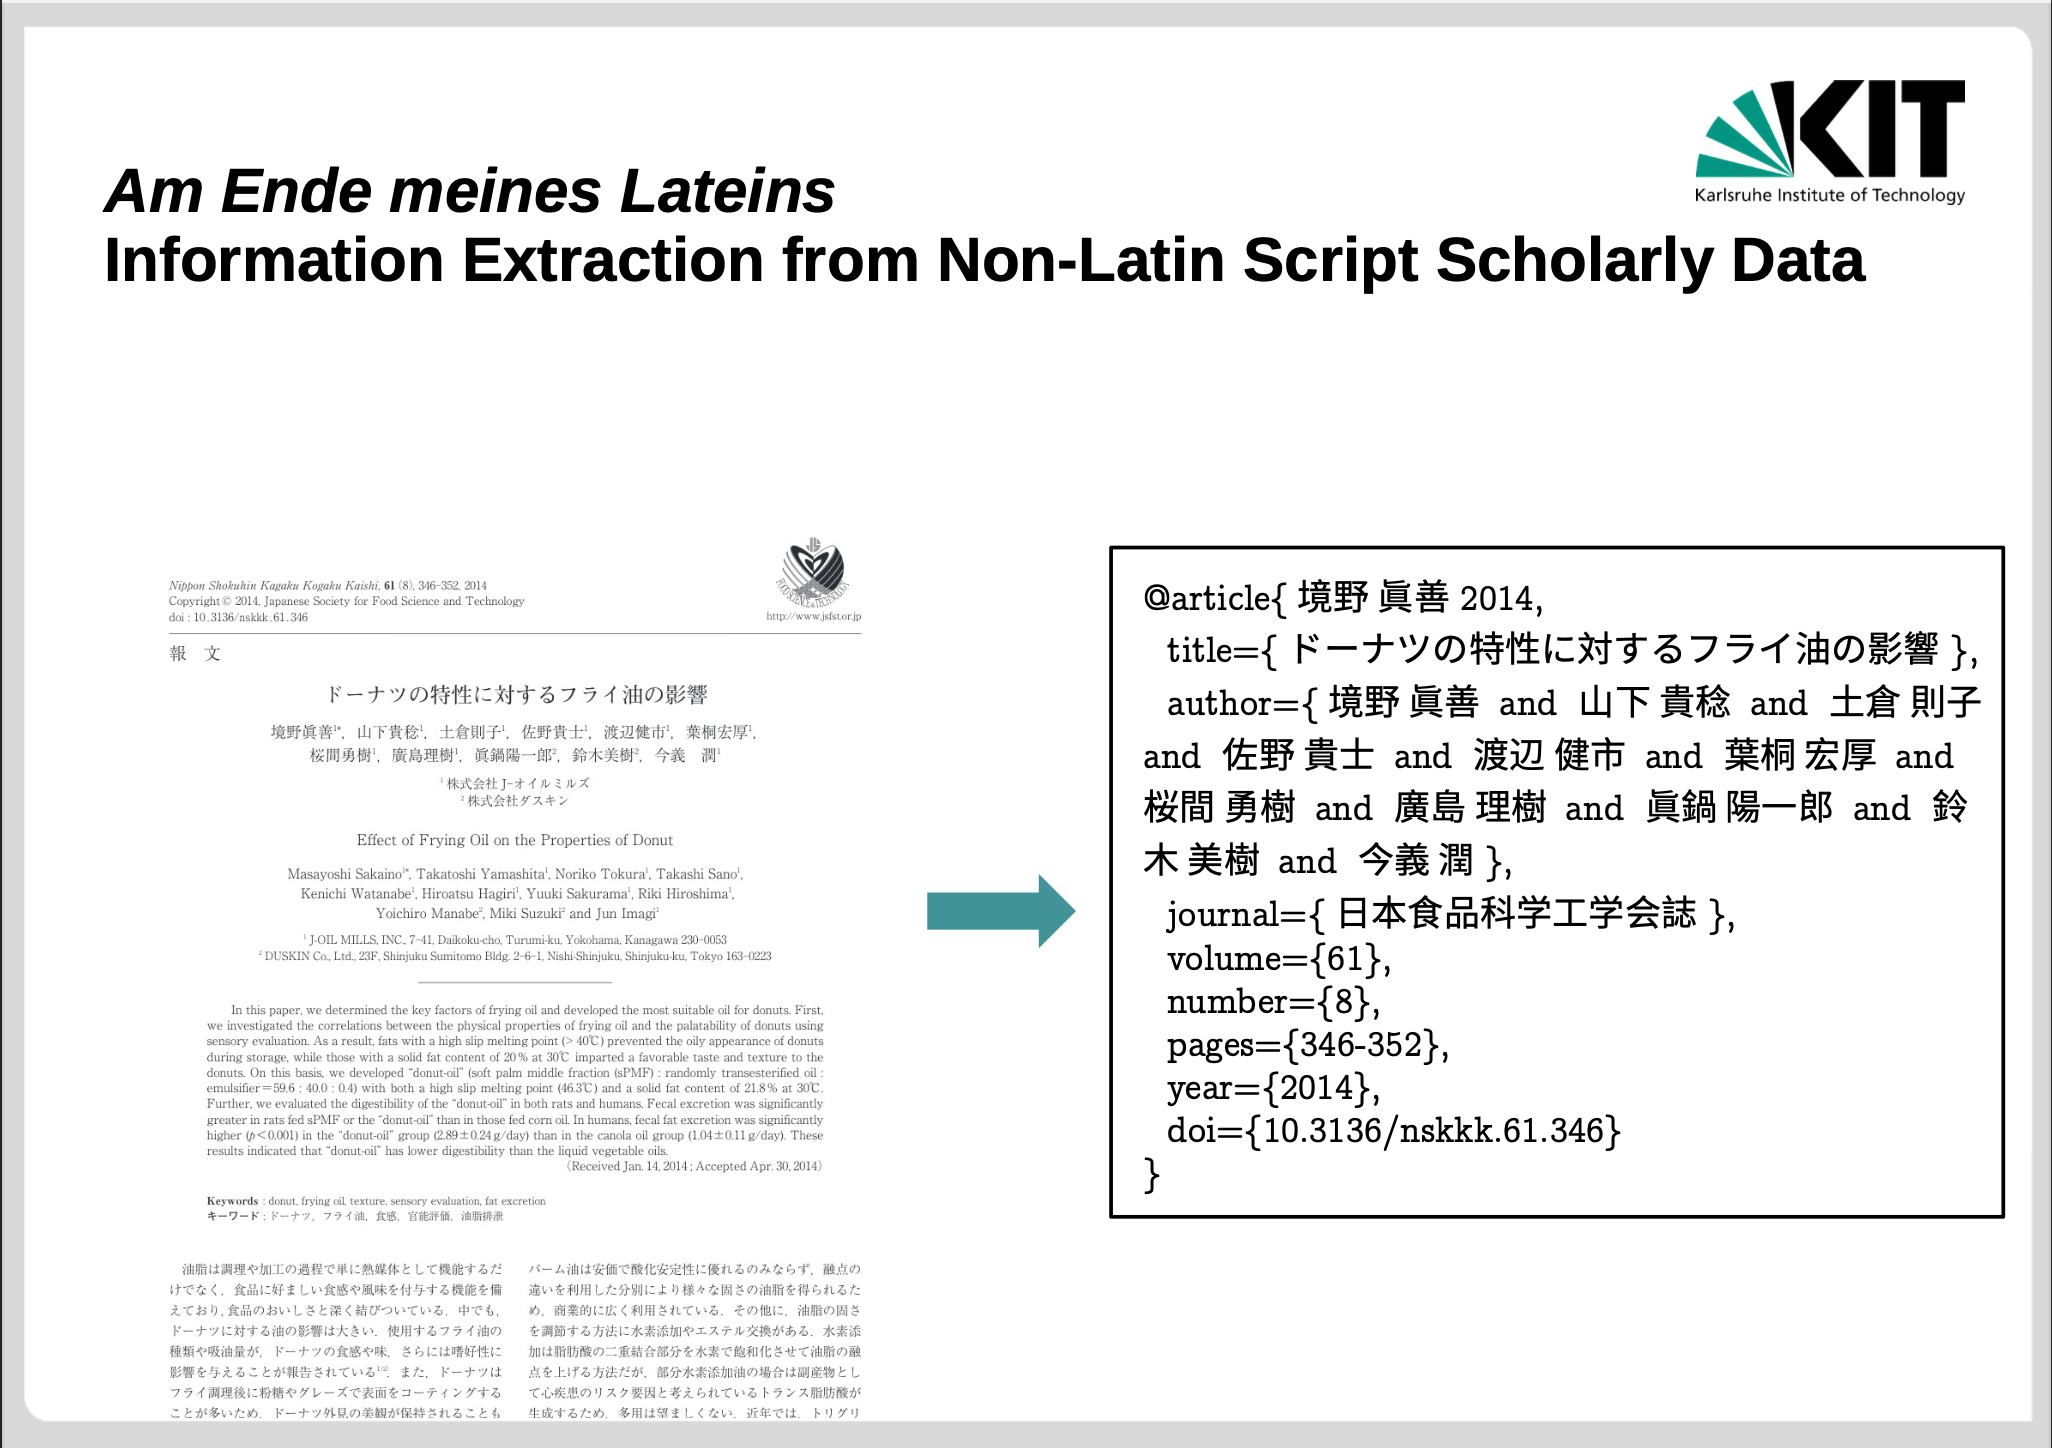 KIT
Karlsruhe Institute of Technology
Am Ende meines Lateins
Information Extraction from Non-Latin Script Scholarly Data
Nippon Shokuhin Kagaku Kogaku Kaishi, 61 (8), 346-352, 2014
Copyright © 2014, Japanese Society for Food Science and Technology
doi : 10.3136/nskkk.61.346
FOOD SCIENCE & TECHNOLOGY
http://www.jsfst.or.jp
報 文
ドーナツの特性に対するフライ油の影響
境野眞善¹*, 山下貴稔¹, 土倉則子¹, 佐野貴士¹, 渡辺健市¹, 葉桐宏厚¹,
桜間勇樹¹, 廣島理樹¹, 眞鍋陽一郎², 鈴木美樹², 今義 潤¹
¹ 株式会社 J-オイルミルズ
² 株式会社ダスキン
Effect of Frying Oil on the Properties of Donut
Masayoshi Sakaino¹*, Takatoshi Yamashita¹, Noriko Tokura¹, Takashi Sano¹,
Kenichi Watanabe¹, Hiroatsu Hagiri¹, Yuuki Sakurama¹, Riki Hiroshima¹,
Yoichiro Manabe², Miki Suzuki² and Jun Imagi¹
¹ J-OIL MILLS, INC., 7-41, Daikoku-cho, Turumi-ku, Yokohama, Kanagawa 230-0053
² DUSKIN Co., Ltd., 23F, Shinjuku Sumitomo Bldg. 2-6-1, Nishi-Shinjuku, Shinjuku-ku, Tokyo 163-0223
In this paper, we determined the key factors of frying oil and developed the most suitable oil for donuts. First,
we investigated the correlations between the physical properties of frying oil and the palatability of donuts using
sensory evaluation. As a result, fats with a high slip melting point (> 40℃) prevented the oily appearance of donuts
during storage, while those with a solid fat content of 20 % at 30℃ imparted a favorable taste and texture to the
donuts. On this basis, we developed “donut-oil” (soft palm middle fraction (sPMF) : randomly transesterified oil :
emulsifier=59.6 : 40.0 : 0.4) with both a high slip melting point (46.3℃) and a solid fat content of 21.8 % at 30℃.
Further, we evaluated the digestibility of the “donut-oil” in both rats and humans. Fecal excretion was significantly
greater in rats fed sPMF or the “donut-oil” than in those fed corn oil. In humans, fecal fat excretion was significantly
higher (p<0.001) in the “donut-oil” group (2.89±0.24 g/day) than in the canola oil group (1.04±0.11 g/day). These
results indicated that “donut-oil” has lower digestibility than the liquid vegetable oils.
(Received Jan. 14, 2014 ; Accepted Apr. 30, 2014)
Keywords : donut, frying oil, texture, sensory evaluation, fat excretion
キーワード : ドーナツ, フライ油, 食感, 官能評価, 油脂排泄
油脂は調理や加工の過程で単に熱媒体として機能するだ
けでなく, 食品に好ましい食感や風味を付与する機能を備
えており, 食品のおいしさと深く結びついている. 中でも,
ドーナツに対する油の影響は大きい. 使用するフライ油の
種類や吸油量が, ドーナツの食感や味, さらには嗜好性に
影響を与えることが報告されている¹⁾²⁾. また, ドーナツは
フライ調理後に粉糖やグレーズで表面をコーティングする
ことが多いため, ドーナツ外見の美観が保持されることも
パーム油は安価で酸化安定性に優れるのみならず, 融点の
違いを利用した分別により様々な固さの油脂を得られるた
め, 商業的に広く利用されている. その他に, 油脂の固さ
を調節する方法に水素添加やエステル交換がある. 水素添
加は脂肪酸の二重結合部分を水素で飽和化させて油脂の融
点を上げる方法だが, 部分水素添加油の場合は副産物とし
て心疾患のリスク要因と考えられているトランス脂肪酸が
生成するため, 多用は望ましくない. 近年では, トリグリ
@article{ 境野 眞善 2014,
title={ ドーナツの特性に対するフライ油の影響 },
author={ 境野 眞善 and 山下 貴稔 and 土倉 則子
and 佐野 貴士 and 渡辺 健市 and 葉桐 宏厚 and
桜間 勇樹 and 廣島 理樹 and 眞鍋 陽一郎 and 鈴
木 美樹 and 今義 潤 },
journal={ 日本食品科学工学会誌 },
volume={61},
number={8},
pages={346-352},
year={2014},
doi={10.3136/nskkk.61.346}
}